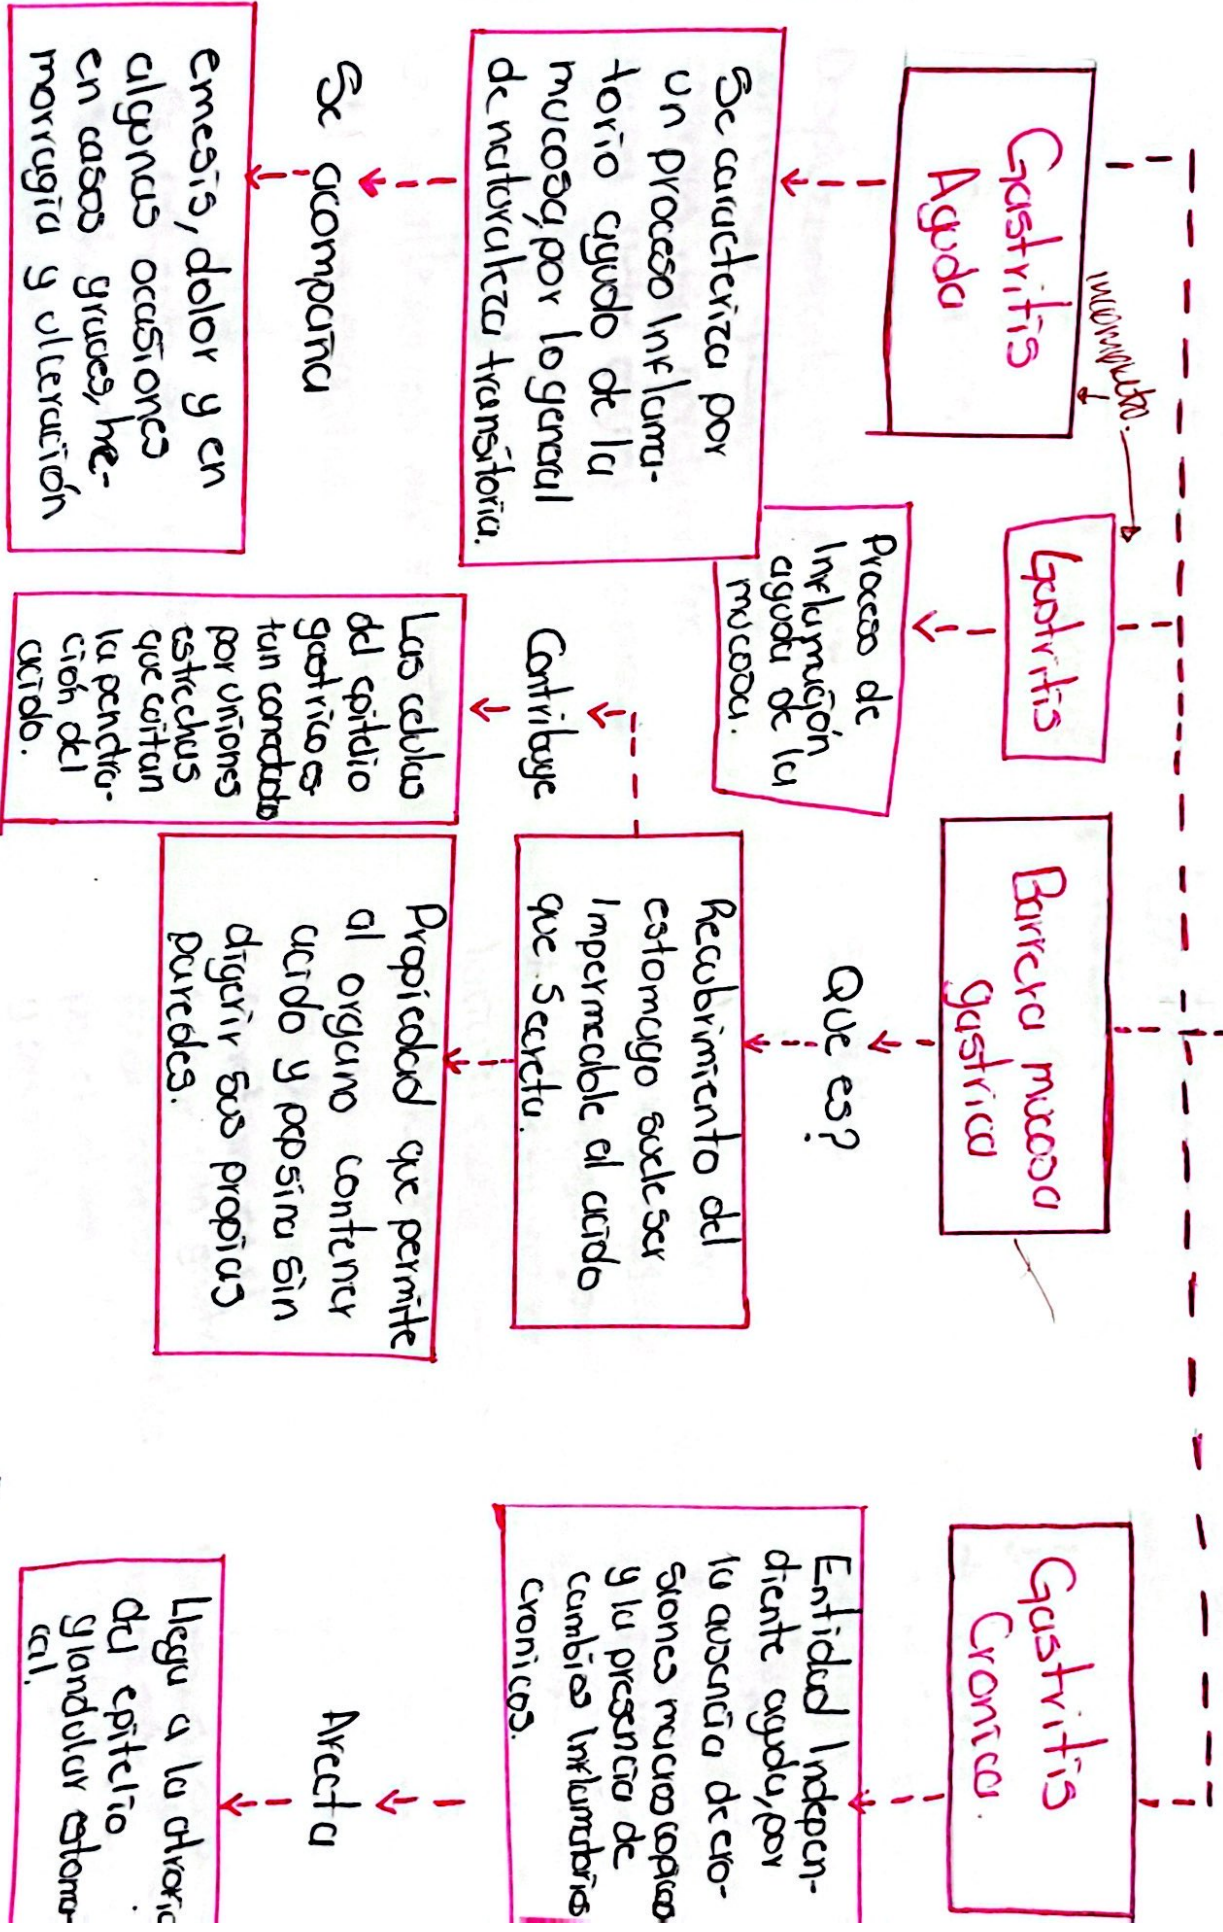 Gastritis
Aguda
Se caracteriza por
un proceso inflama-
torio agudo de la
mucosa, por lo general
de naturaleza transitoria.
Se acompaña
emesis, dolor y en
algunas ocasiones
en casos graves, he-
morragia y ulceración
incompleto.
Gastritis
Proceso de
Inflamación
aguda de la
mucosa.
Barrera mucosa
gastrica
Que es?
Recubrimiento del
estomago suele ser
Impermeable al acido
que secreta.
Contribuye
Las celulas
del epitelio
gastrico es-
tan conectado
por uniones
estrechas
que evitan
la penetra-
ción del
acido.
Propiedad que permite
al organo contener
acido y pepsina sin
digerir sus propias
paredes.
Gastritis
Cronica.
Entidad Indepen-
diente aguda, por
la ausencia de ero-
siones macroscopicas
y la presencia de
cambios Inflamatorios
cronicos.
Afecta
Llega a la atrofia
del epitelio
glandular estoma-
cal.